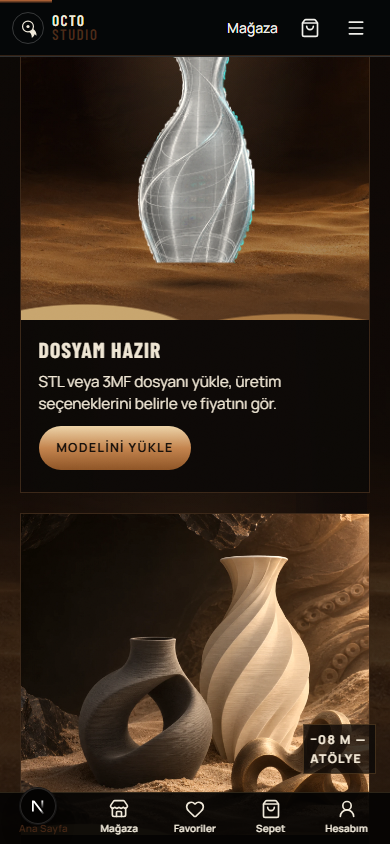 OCTO
STUDIO
Mağaza
DOSYAM HAZIR
STL veya 3MF dosyanı yükle, üretim
seçeneklerini belirle ve fiyatını gör.
MODELİNİ YÜKLE
−08 M —
ATÖLYE
N
Ana Sayfa
Mağaza
Favoriler
Sepet
Hesabım